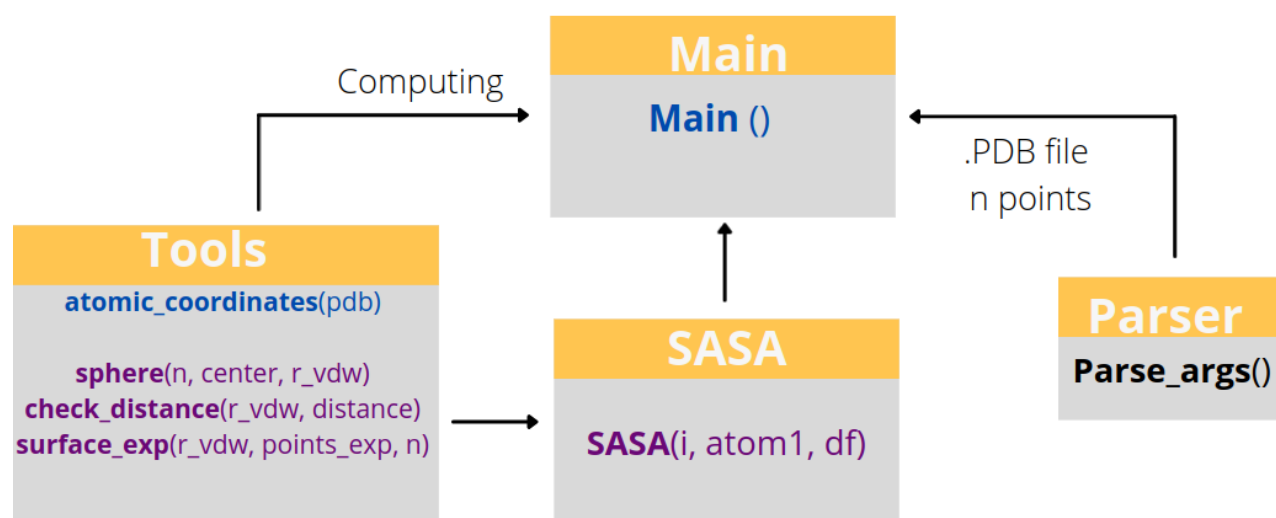 Main
Main ()
Computing
.PDB file
n points
Tools
atomic_coordinates(pdb)
sphere(n, center, r_vdw)
check_distance(r_vdw, distance)
surface_exp(r_vdw, points_exp, n)
SASA
SASA(i, atom1, df)
Parser
Parse_args()